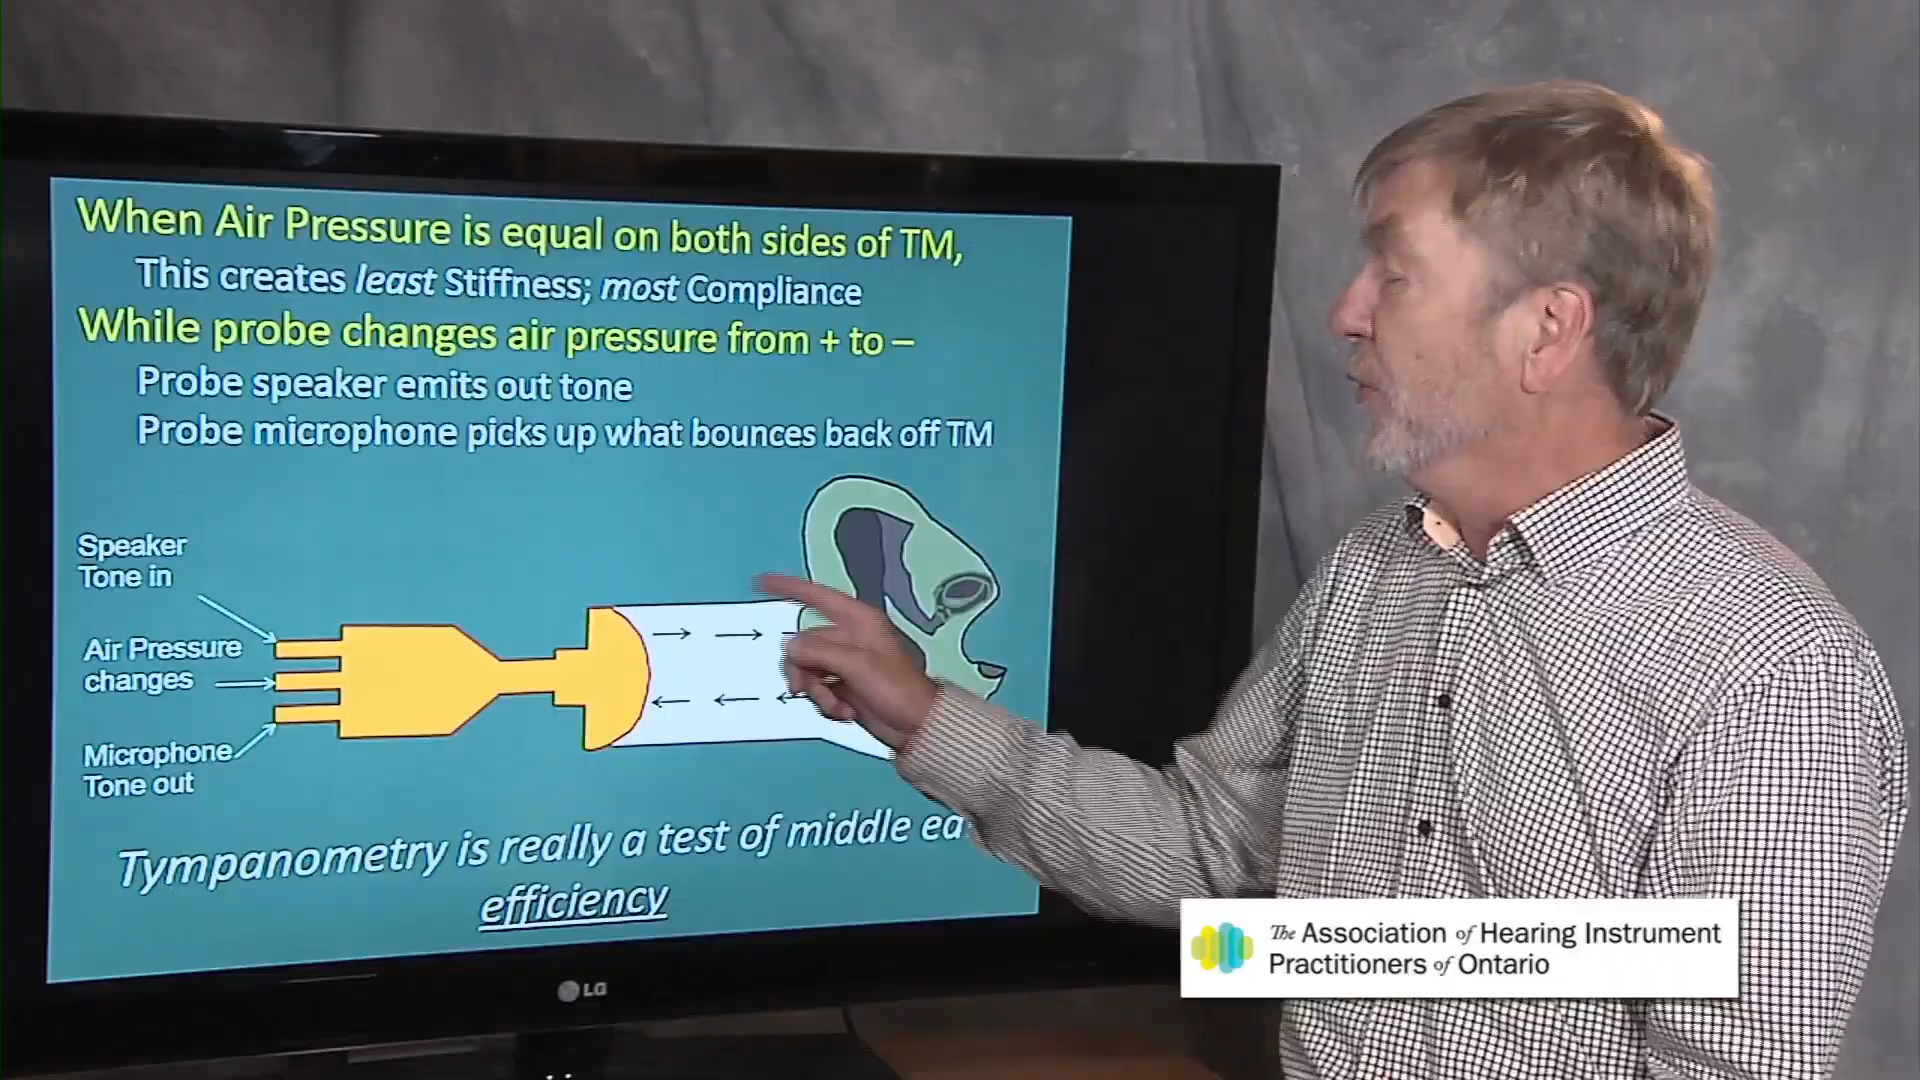 When Air Pressure is equal on both sides of TM,
This creates least Stiffness; most Compliance
While probe changes air pressure from + to –
Probe speaker emits out tone
Probe microphone picks up what bounces back off TM
Speaker
Tone in
Air Pressure
changes
Microphone
Tone out
Tympanometry is really a test of middle ea
efficiency
LG
The Association of Hearing Instrument
Practitioners of Ontario